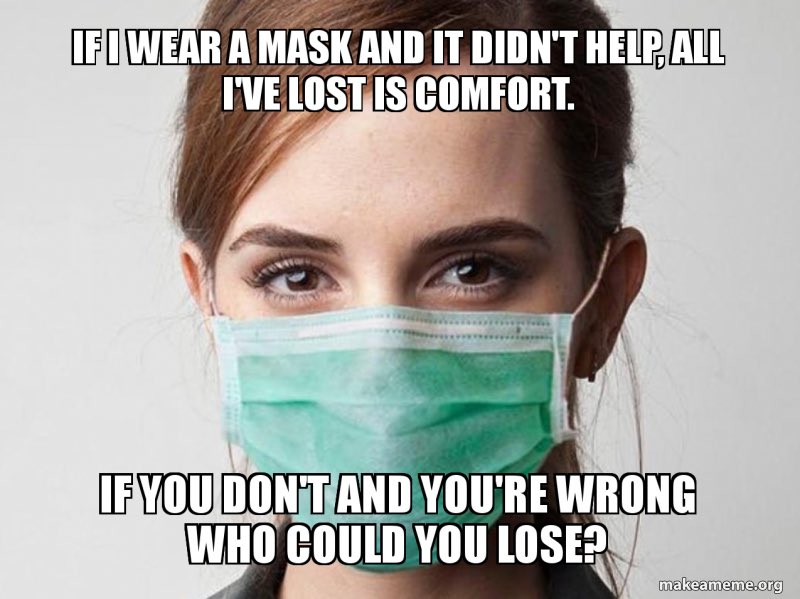 IF I WEAR A MASK AND IT DIDN'T HELP, ALL
I'VE LOST IS COMFORT.
IF YOU DON'T AND YOU'RE WRONG
WHO COULD YOU LOSE?
makeameme.org